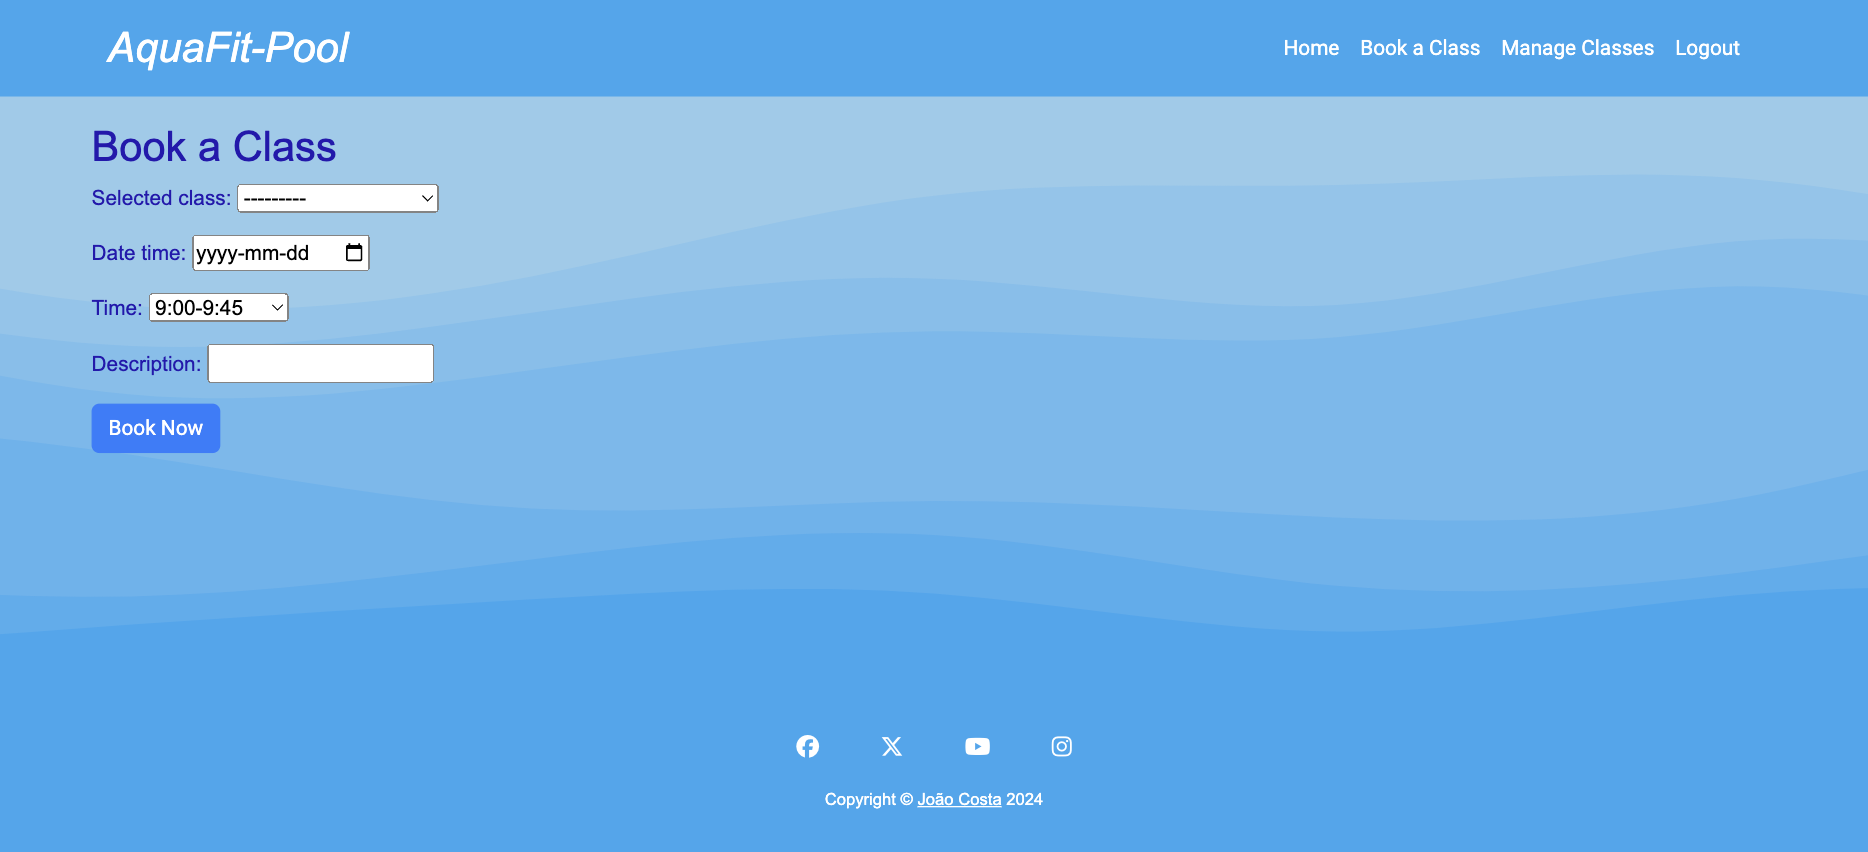 AquaFit-Pool
Home Book a Class Manage Classes Logout
Book a Class
Selected class: ---------
Date time: yyyy-mm-dd
Time: 9:00-9:45
Description:
Book Now
Copyright © João Costa 2024